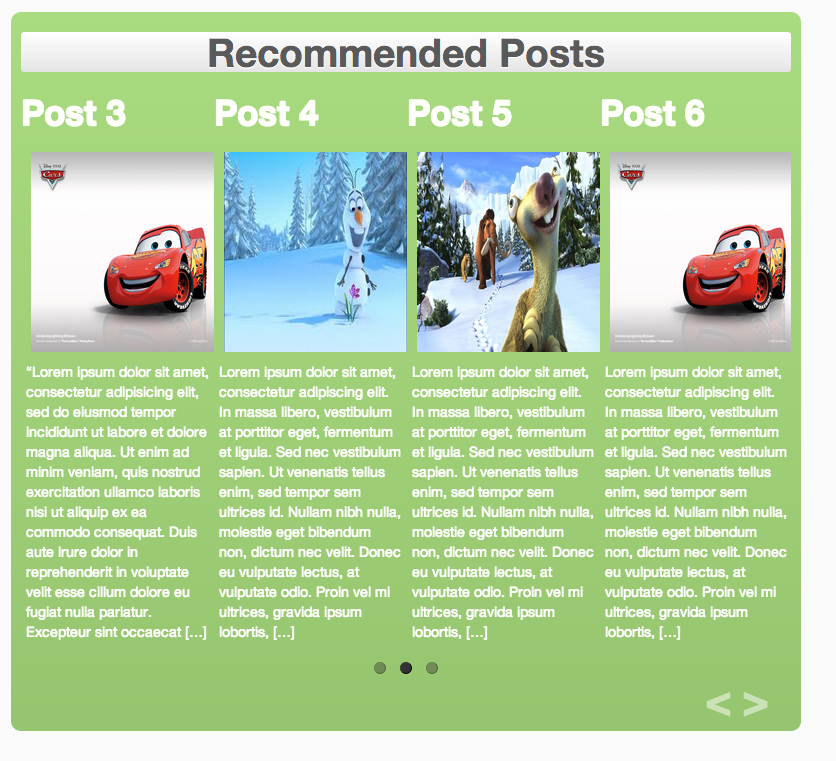 Recommended Posts
Post 3
Post 4
Post 5
Post 6
Disney PIXAR
Cars
Disney PIXAR
Cars
“Lorem ipsum dolor sit amet,
consectetur adipisicing elit,
sed do eiusmod tempor
incididunt ut labore et dolore
magna aliqua. Ut enim ad
minim veniam, quis nostrud
exercitation ullamco laboris
nisi ut aliquip ex ea
commodo consequat. Duis
aute irure dolor in
reprehenderit in voluptate
velit esse cillum dolore eu
fugiat nulla pariatur.
Excepteur sint occaecat […]
Lorem ipsum dolor sit amet,
consectetur adipiscing elit.
In massa libero, vestibulum
at porttitor eget, fermentum
et ligula. Sed nec vestibulum
sapien. Ut venenatis tellus
enim, sed tempor sem
ultrices id. Nullam nibh nulla,
molestie eget bibendum
non, dictum nec velit. Donec
eu vulputate lectus, at
vulputate odio. Proin vel mi
ultrices, gravida ipsum
lobortis, […]
Lorem ipsum dolor sit amet,
consectetur adipiscing elit.
In massa libero, vestibulum
at porttitor eget, fermentum
et ligula. Sed nec vestibulum
sapien. Ut venenatis tellus
enim, sed tempor sem
ultrices id. Nullam nibh nulla,
molestie eget bibendum
non, dictum nec velit. Donec
eu vulputate lectus, at
vulputate odio. Proin vel mi
ultrices, gravida ipsum
lobortis, […]
Lorem ipsum dolor sit amet,
consectetur adipiscing elit.
In massa libero, vestibulum
at porttitor eget, fermentum
et ligula. Sed nec vestibulum
sapien. Ut venenatis tellus
enim, sed tempor sem
ultrices id. Nullam nibh nulla,
molestie eget bibendum
non, dictum nec velit. Donec
eu vulputate lectus, at
vulputate odio. Proin vel mi
ultrices, gravida ipsum
lobortis, […]
< >